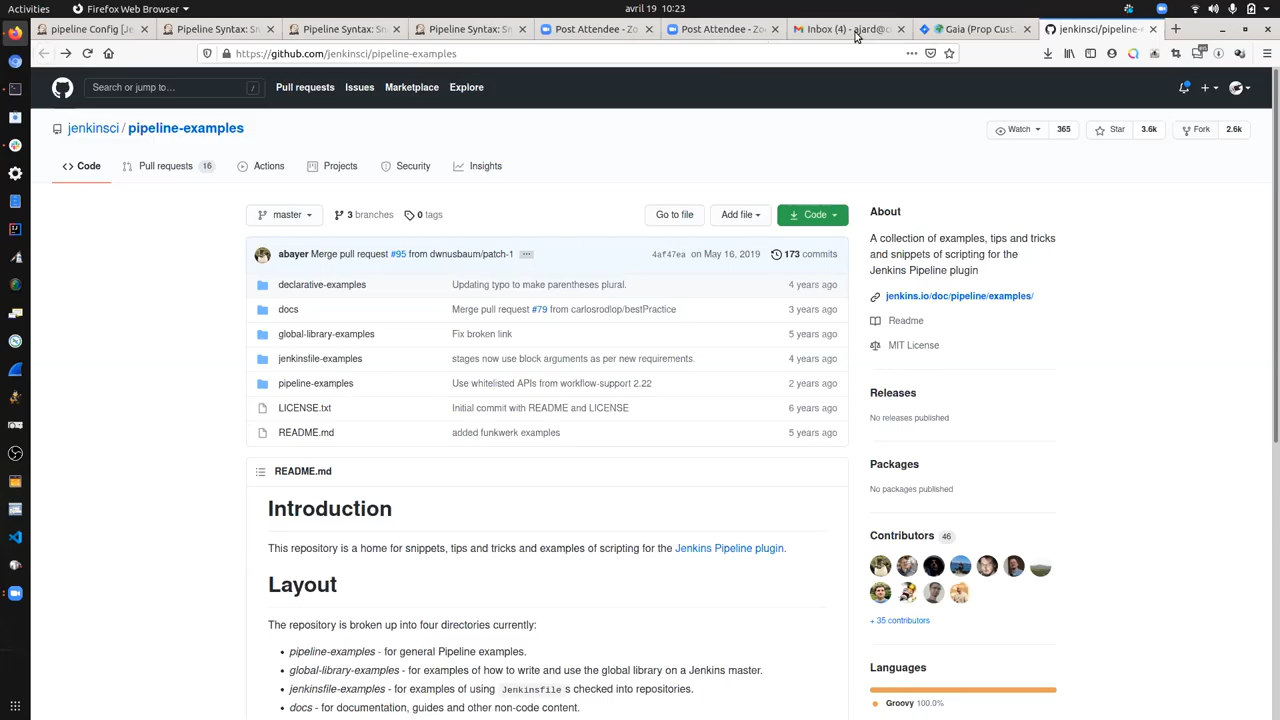 Activities
Firefox Web Browser
avril 19 10:23
pipeline Config [Je
Pipeline Syntax: Sn
Pipeline Syntax: Sn
Post Attendee - Zo
Post Attendee - Zo
Inbox (4) - ajard@c
Gaia (Prop Cust
jenkinsci/pipeline-e
https://github.com/jenkinsci/pipeline-examples
Search or jump to…
/
Pull requests
Issues
Marketplace
Explore
jenkinsci / pipeline-examples
Watch
365
Star
3.6k
Fork
2.6k
Code
Pull requests
16
Actions
Projects
Security
Insights
master
3 branches
0 tags
Go to file
Add file
Code
abayer Merge pull request #95 from dwnusbaum/patch-1
4af47ea on May 16, 2019
173 commits
declarative-examples
Updating typo to make parentheses plural.
4 years ago
docs
Merge pull request #79 from carlosrodlop/bestPractice
3 years ago
global-library-examples
Fix broken link
5 years ago
jenkinsfile-examples
stages now use block arguments as per new requirements.
4 years ago
pipeline-examples
Use whitelisted APIs from workflow-support 2.22
2 years ago
LICENSE.txt
Initial commit with README and LICENSE
6 years ago
README.md
added funkwerk examples
5 years ago
README.md
Introduction
This repository is a home for snippets, tips and tricks and examples of scripting for the Jenkins Pipeline plugin.
Layout
The repository is broken up into four directories currently:
• pipeline-examples - for general Pipeline examples.
• global-library-examples - for examples of how to write and use the global library on a Jenkins master.
• jenkinsfile-examples - for examples of using Jenkinsfile s checked into repositories.
• docs - for documentation, guides and other non-code content.
About
A collection of examples, tips and tricks
and snippets of scripting for the
Jenkins Pipeline plugin
jenkins.io/doc/pipeline/examples/
Readme
MIT License
Releases
No releases published
Packages
No packages published
Contributors 46
+ 35 contributors
Languages
Groovy 100.0%